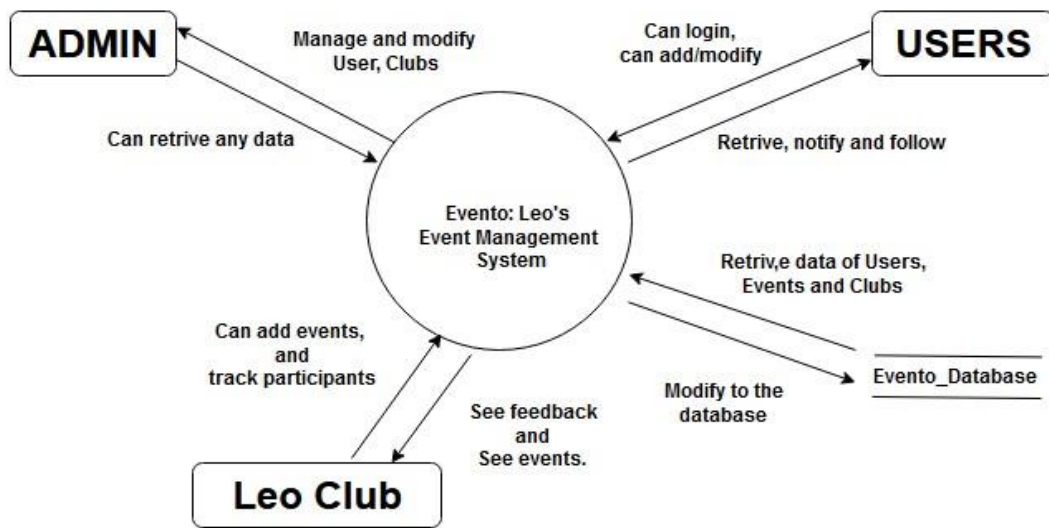 ADMIN
Manage and modify
User, Clubs
Can retrive any data
Can login,
can add/modify
USERS
Retrive, notify and follow
Evento: Leo's
Event Management
System
Retriv,e data of Users,
Events and Clubs
Evento_Database
Modify to the
database
Can add events,
and
track participants
See feedback
and
See events.
Leo Club